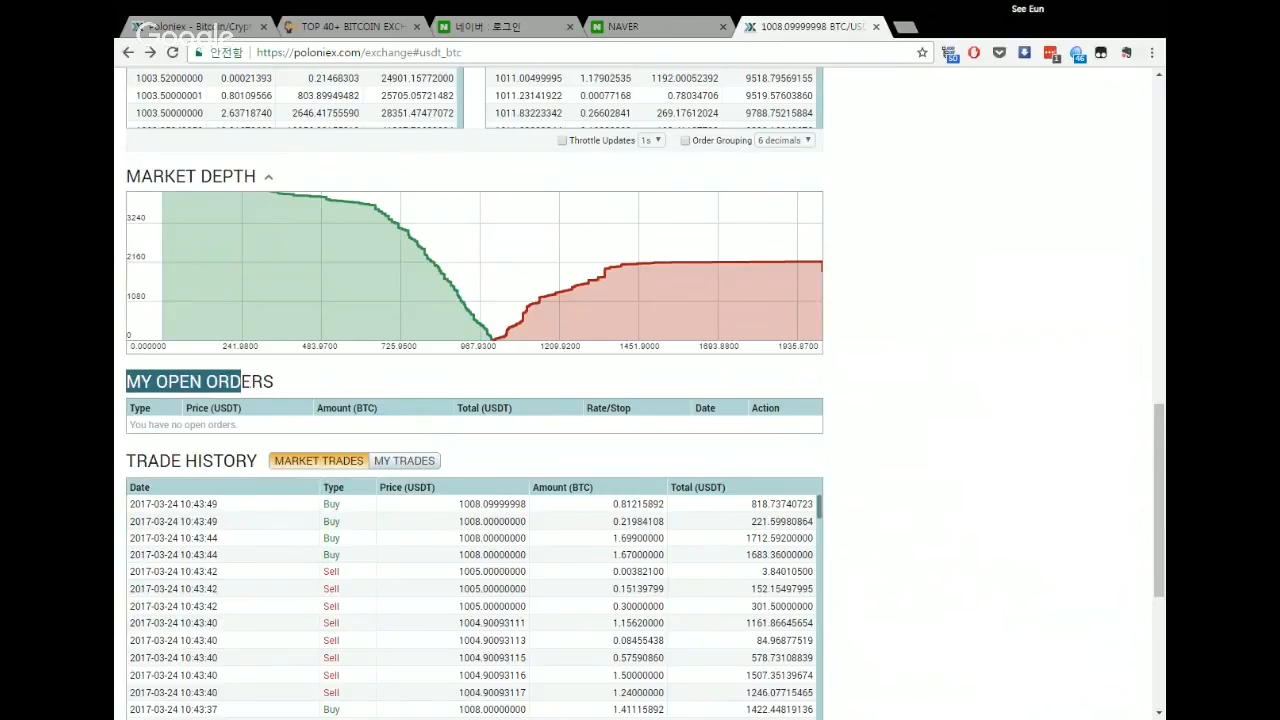 See Eun
Poloniex - Bitcoin/Crypt
TOP 40+ BITCOIN EXCH
네이버 : 로그인
NAVER
1008.09999998 BTC/USD
Google
안전함
https://poloniex.com/exchange#usdt_btc
50
1
46
1003.52000000 0.00021393 0.21468303 24901.15772000
1003.50000001 0.80109566 803.89949482 25705.05721482
1003.50000000 2.63718740 2646.41755590 28351.47477072
1011.00499995 1.17902535 1192.00052392 9518.79569155
1011.23141922 0.00077168 0.78034706 9519.57603860
1011.83223342 0.26602841 269.17612024 9788.75215884
Throttle Updates 1s Order Grouping 6 decimals
MARKET DEPTH
3240
2160
1080
0
0.000000 241.9800 483.9700 725.9500 967.9300 1209.9200 1451.9000 1693.8800 1935.8700
MY OPEN ORDERS
Type Price (USDT) Amount (BTC) Total (USDT) Rate/Stop Date Action
You have no open orders.
TRADE HISTORY MARKET TRADES MY TRADES
Date Type Price (USDT) Amount (BTC) Total (USDT)
2017-03-24 10:43:49 Buy 1008.09999998 0.81215892 818.73740723
2017-03-24 10:43:49 Buy 1008.00000000 0.21984108 221.59980864
2017-03-24 10:43:44 Buy 1008.00000000 1.69900000 1712.59200000
2017-03-24 10:43:44 Buy 1008.00000000 1.67000000 1683.36000000
2017-03-24 10:43:42 Sell 1005.00000000 0.00382100 3.84010500
2017-03-24 10:43:42 Sell 1005.00000000 0.15139799 152.15497995
2017-03-24 10:43:42 Sell 1005.00000000 0.30000000 301.50000000
2017-03-24 10:43:40 Sell 1004.90093111 1.15620000 1161.86645654
2017-03-24 10:43:40 Sell 1004.90093113 0.08455438 84.96877519
2017-03-24 10:43:40 Sell 1004.90093115 0.57590860 578.73108839
2017-03-24 10:43:40 Sell 1004.90093116 1.50000000 1507.35139674
2017-03-24 10:43:40 Sell 1004.90093117 1.24000000 1246.07715465
2017-03-24 10:43:37 Buy 1008.00000000 1.41115892 1422.44819136